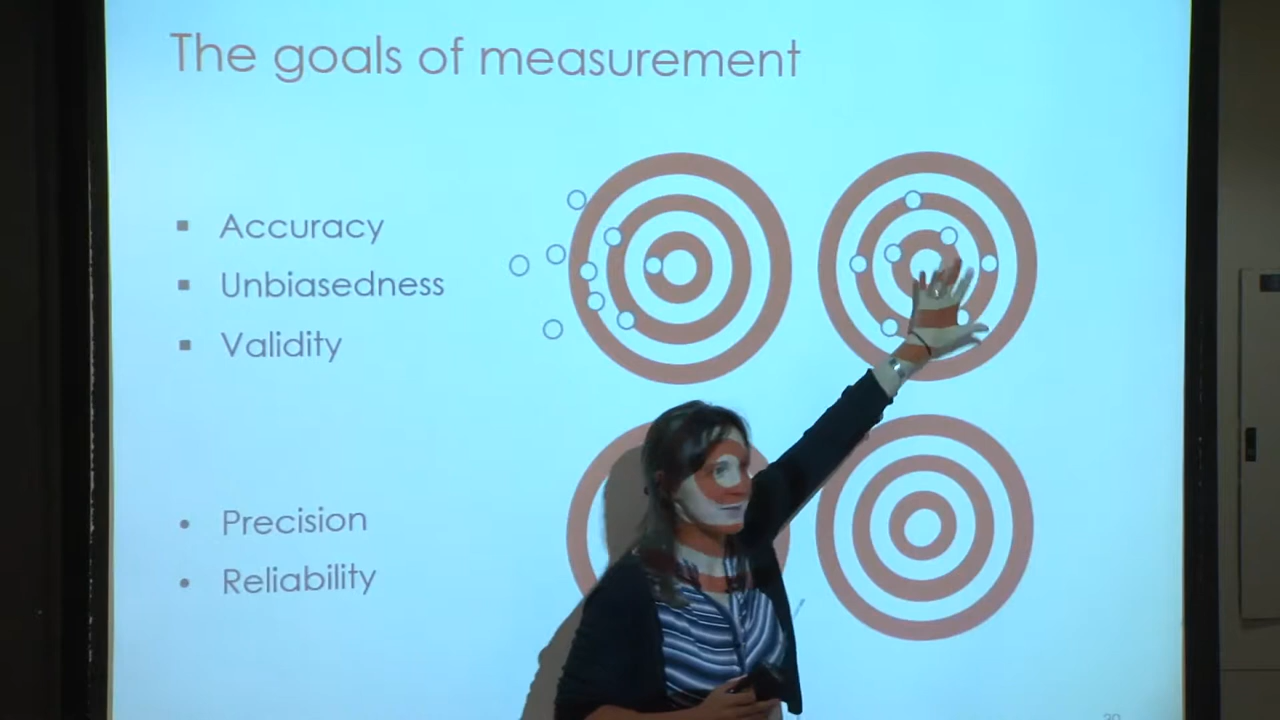 The goals of measurement
▪ Accuracy
▪ Unbiasedness
▪ Validity
• Precision
• Reliability